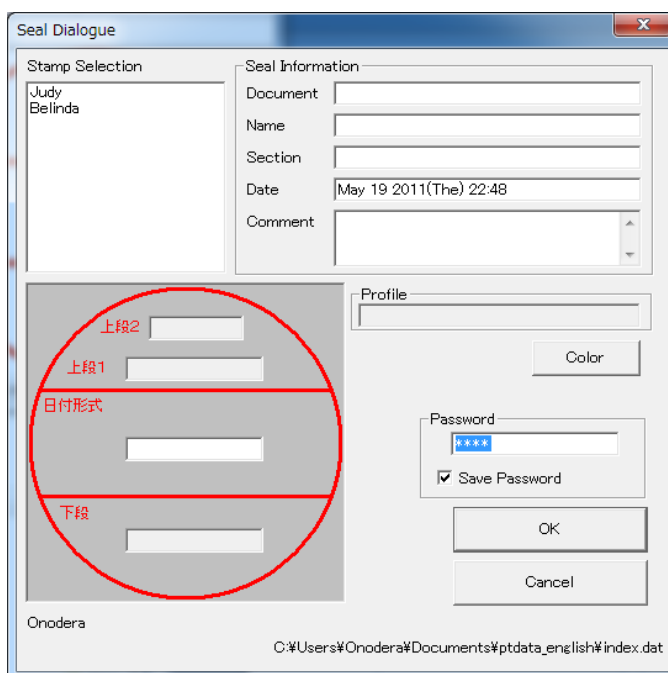 Seal Dialogue
Stamp Selection
Judy
Belinda
Seal Information
Document
Name
Section
Date May 19 2011(The) 22:48
Comment
上段2
上段1
日付形式
下段
Profile
Color
Password
****
Save Password
OK
Cancel
Onodera
C:¥Users¥Onodera¥Documents¥ptdata_english¥index.dat